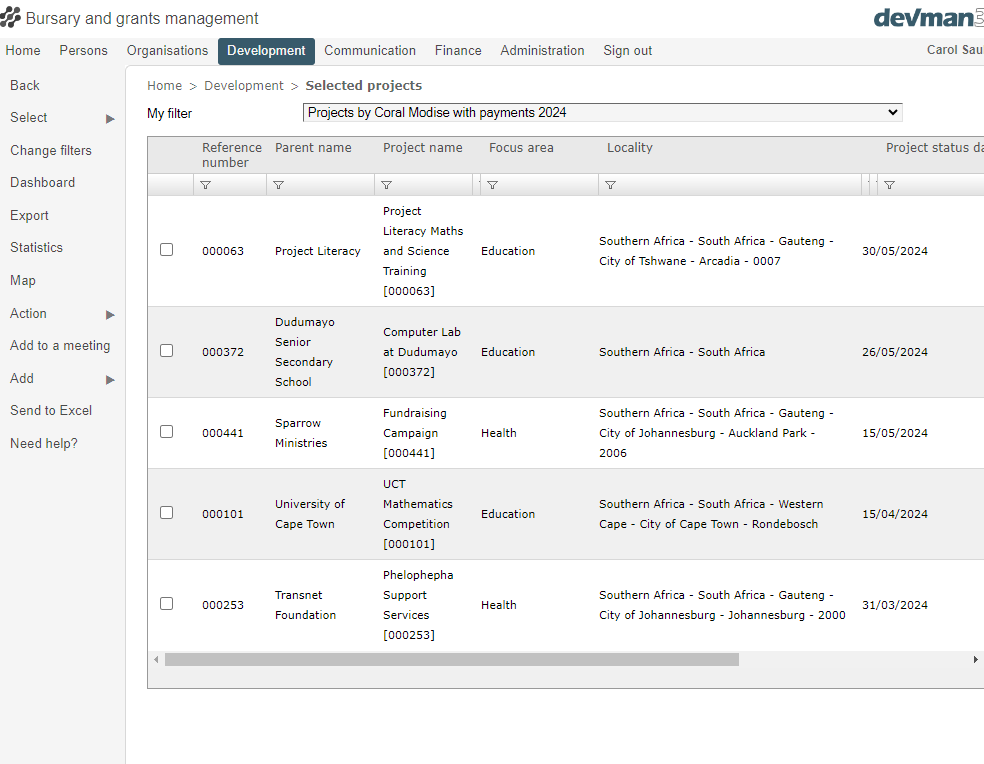 Bursary and grants management
devman
Home Persons Organisations Development Communication Finance Administration Sign out Carol Sau
Back
Select
Change filters
Dashboard
Export
Statistics
Map
Action
Add to a meeting
Add
Send to Excel
Need help?
Home > Development > Selected projects
My filter Projects by Coral Modise with payments 2024
Reference Parent name Project name Focus area Locality Project status da
number
Project
Literacy Maths
and Science
Training
[000063]
000063 Project Literacy Education
Southern Africa - South Africa - Gauteng -
City of Tshwane - Arcadia - 0007
30/05/2024
000372
Dudumayo
Senior
Secondary
School
Computer Lab
at Dudumayo
[000372]
Education
Southern Africa - South Africa
26/05/2024
000441
Sparrow
Ministries
Fundraising
Campaign
[000441]
Health
Southern Africa - South Africa - Gauteng -
City of Johannesburg - Auckland Park -
2006
15/05/2024
000101
University of
Cape Town
UCT
Mathematics
Competition
[000101]
Education
Southern Africa - South Africa - Western
Cape - City of Cape Town - Rondebosch
15/04/2024
000253
Transnet
Foundation
Phelophepha
Support
Services
[000253]
Health
Southern Africa - South Africa - Gauteng -
City of Johannesburg - Johannesburg - 2000
31/03/2024